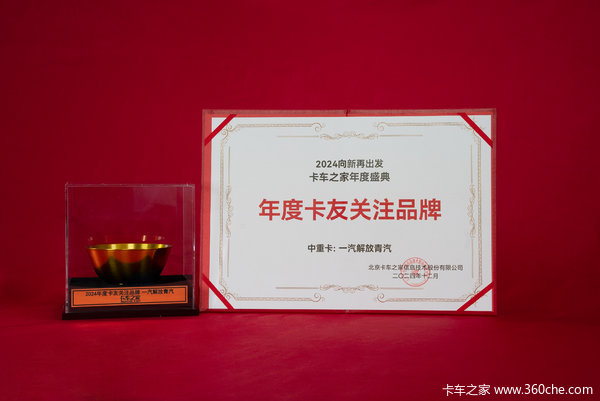 2024向新再出发
卡车之家年度盛典
年度卡友关注品牌
中重卡: 一汽解放青汽
北京卡车之家信息技术股份有限公司
二〇二四年十二月
2024年度卡友关注品牌 一汽解放青汽
卡车之家
卡车之家 www.360che.com